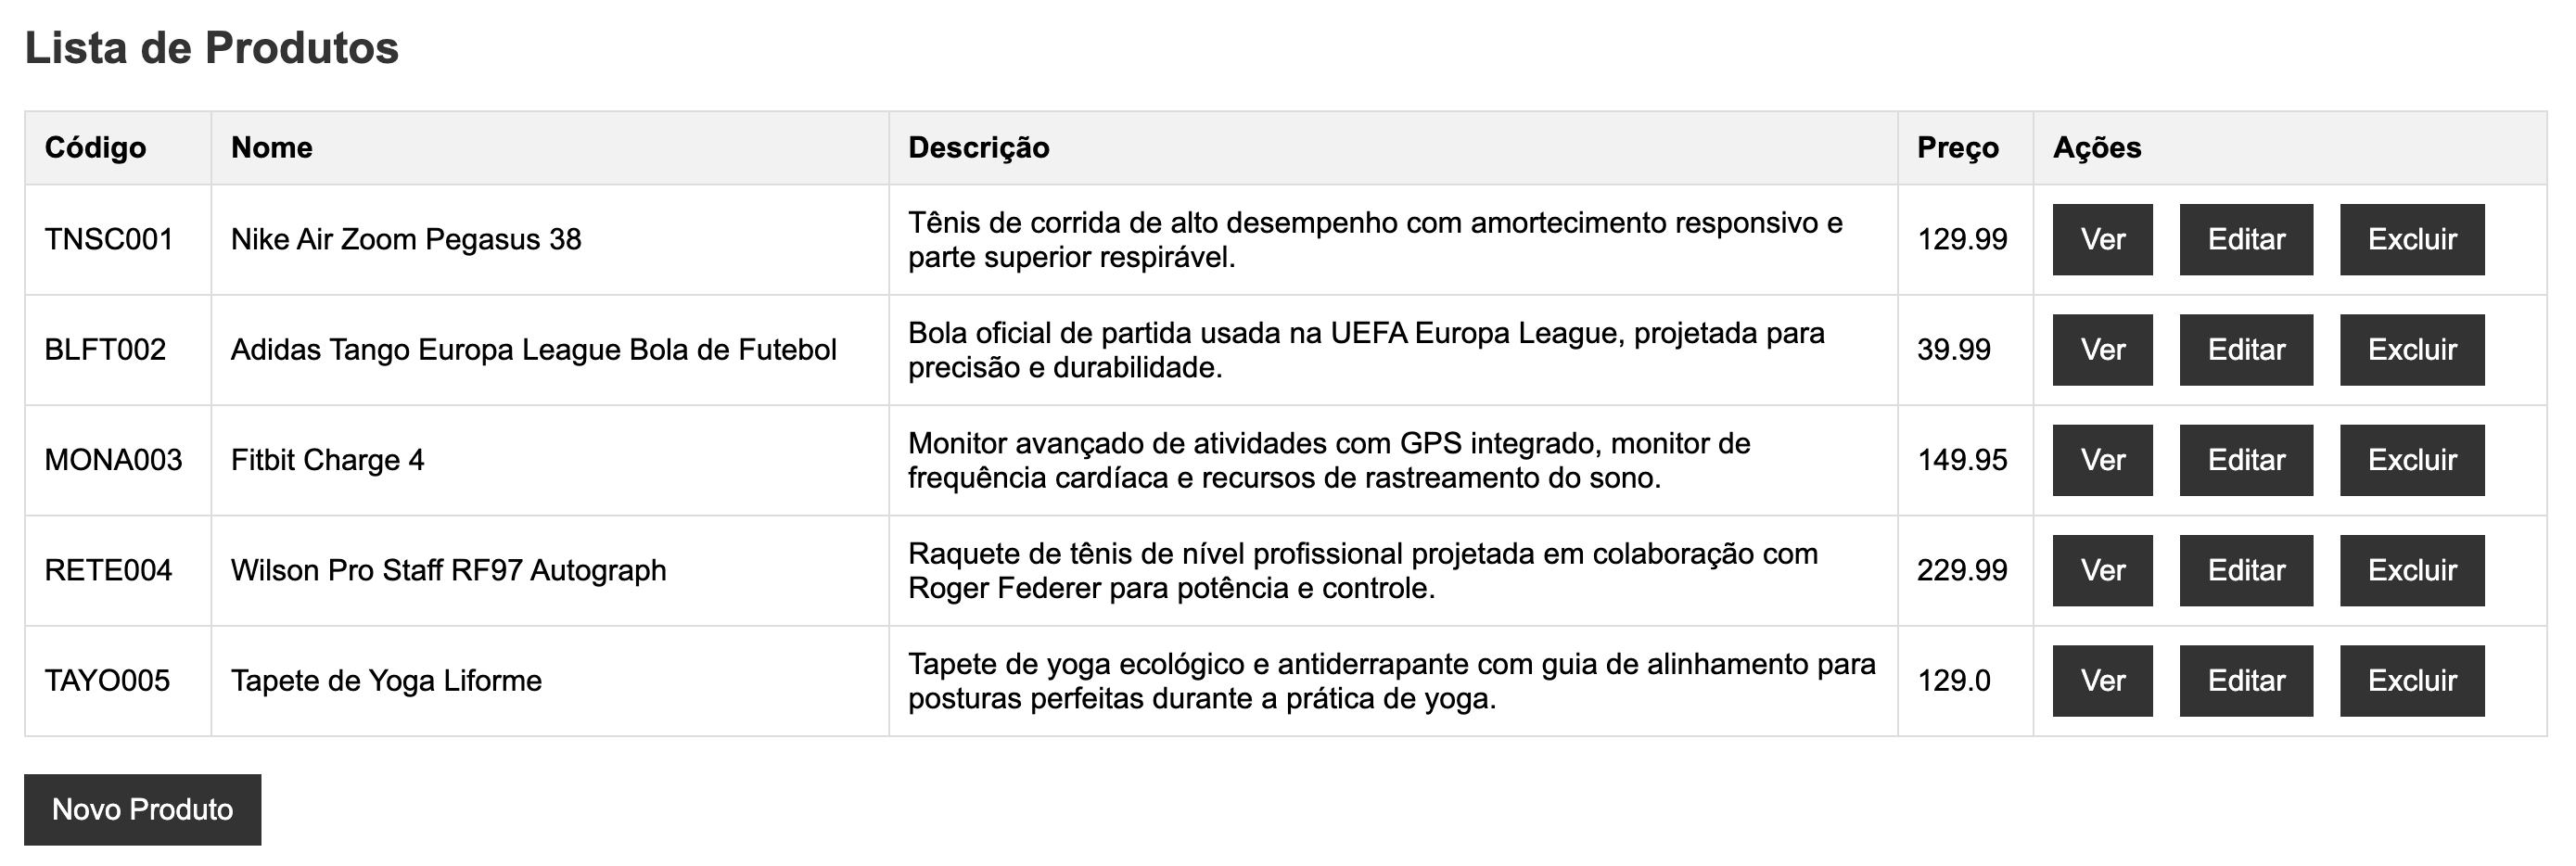 Lista de Produtos
Código Nome Descrição Preço Ações
TNSC001 Nike Air Zoom Pegasus 38 Tênis de corrida de alto desempenho com amortecimento responsivo e
parte superior respirável. 129.99 Ver Editar Excluir
BLFT002 Adidas Tango Europa League Bola de Futebol Bola oficial de partida usada na UEFA Europa League, projetada para
precisão e durabilidade. 39.99 Ver Editar Excluir
MONA003 Fitbit Charge 4 Monitor avançado de atividades com GPS integrado, monitor de
frequência cardíaca e recursos de rastreamento do sono. 149.95 Ver Editar Excluir
RETE004 Wilson Pro Staff RF97 Autograph Raquete de tênis de nível profissional projetada em colaboração com
Roger Federer para potência e controle. 229.99 Ver Editar Excluir
TAYO005 Tapete de Yoga Liforme Tapete de yoga ecológico e antiderrapante com guia de alinhamento para
posturas perfeitas durante a prática de yoga. 129.0 Ver Editar Excluir
Novo Produto